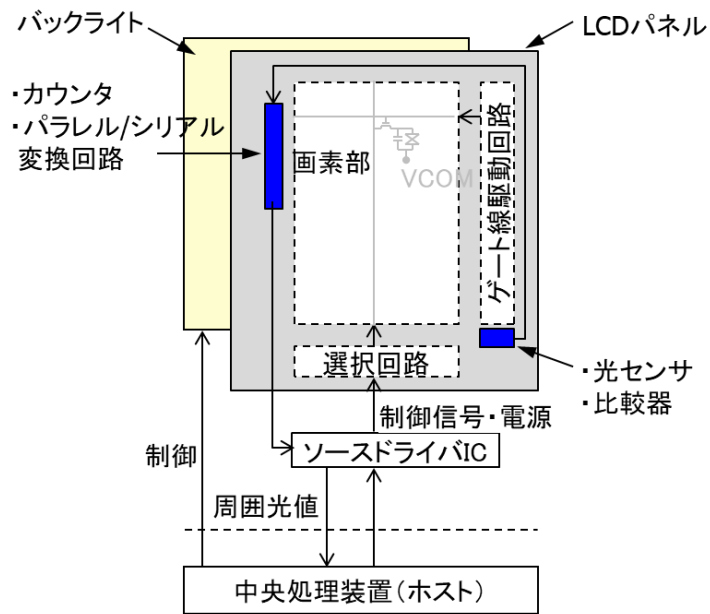 バックライト
LCDパネル
・カウンタ
・パラレル/シリアル
変換回路
画素部
VCOM
ゲート線駆動回路
選択回路
・光センサ
・比較器
制御信号・電源
ソースドライバIC
制御
周囲光値
中央処理装置(ホスト)